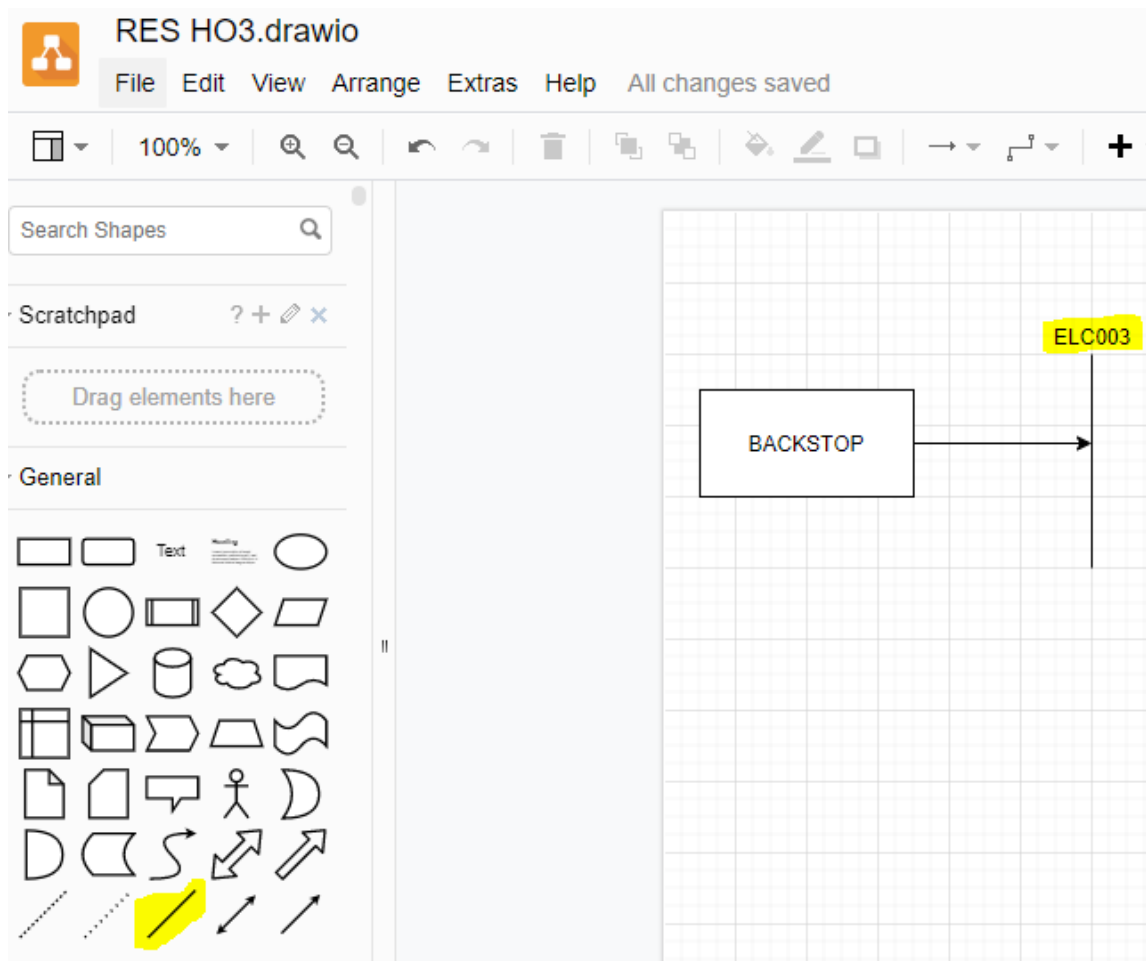 RES HO3.drawio
File Edit View Arrange Extras Help All changes saved
100%
Search Shapes
Scratchpad
Drag elements here
General
Text
Heading
ELC003
BACKSTOP